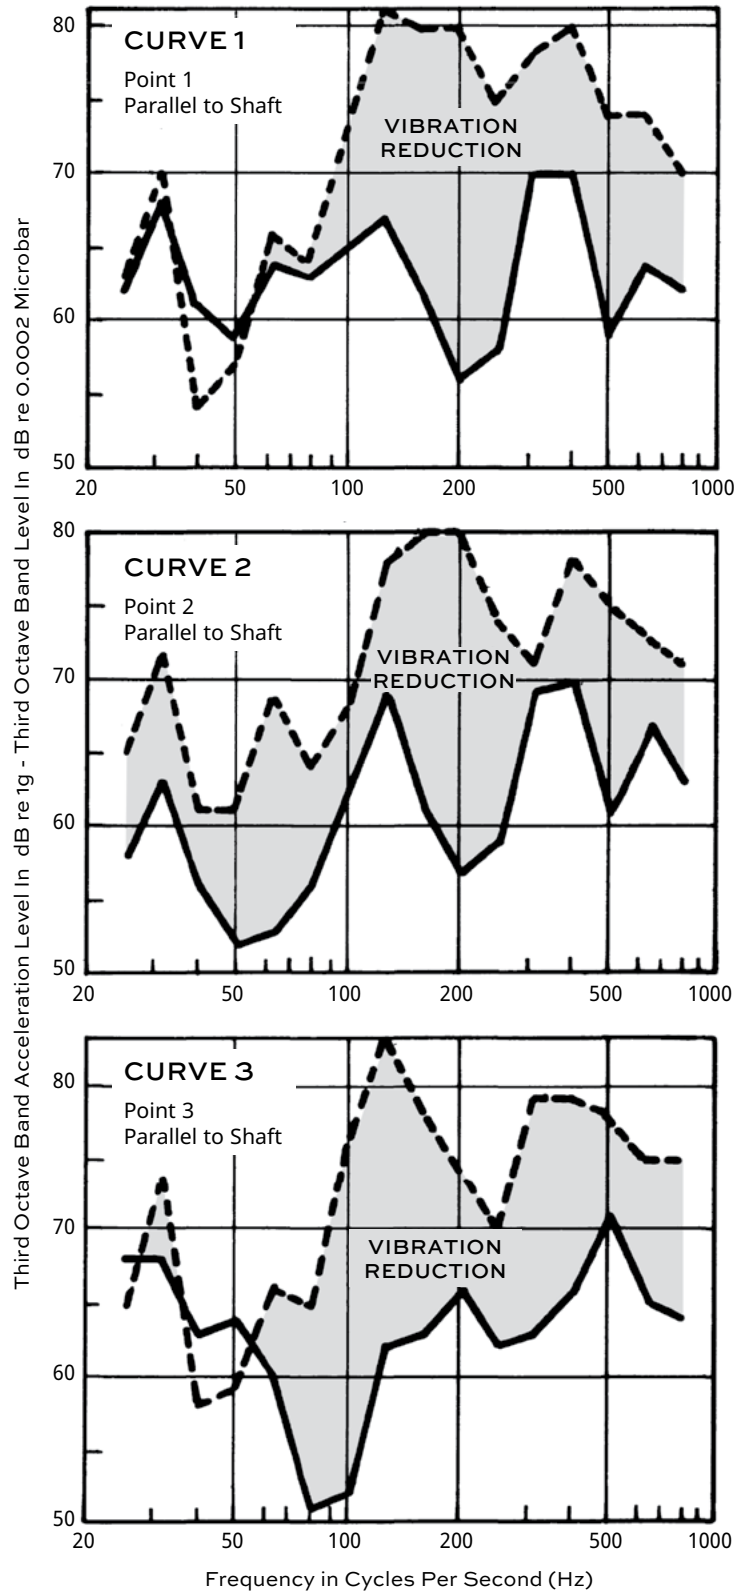 Third Octave Band Acceleration Level In dB re 1g - Third Octave Band Level In dB re 0.0002 Microbar
80
CURVE 1
Point 1
Parallel to Shaft
VIBRATION
REDUCTION
70
60
50
20 50 100 200 500 1000
80
CURVE 2
Point 2
Parallel to Shaft
VIBRATION
REDUCTION
70
60
50
20 50 100 200 500 1000
80
CURVE 3
Point 3
Parallel to Shaft
70
VIBRATION
REDUCTION
60
50
20 50 100 200 500 1000
Frequency in Cycles Per Second (Hz)